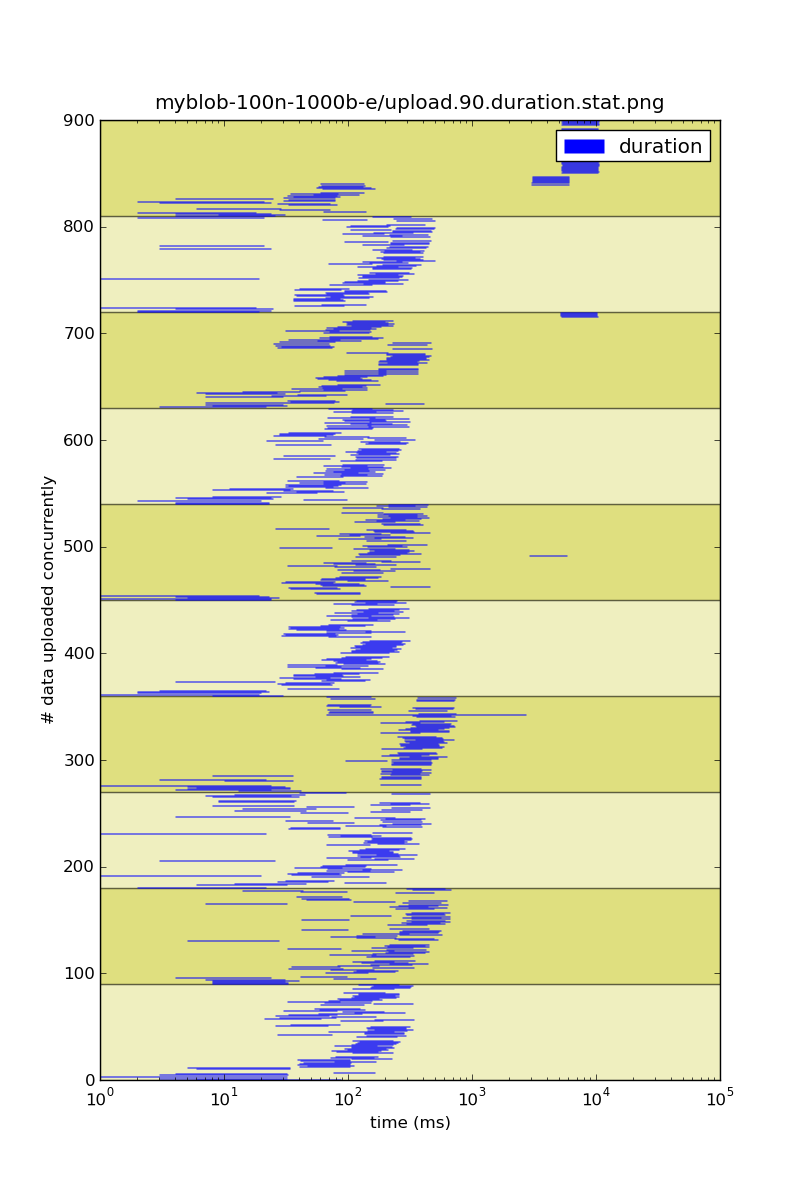 myblob-100n-1000b-e/upload.90.duration.stat.png
duration
900
800
700
600
500
400
300
200
100
0
# data uploaded concurrently
10^0 10^1 10^2 10^3 10^4 10^5
time (ms)